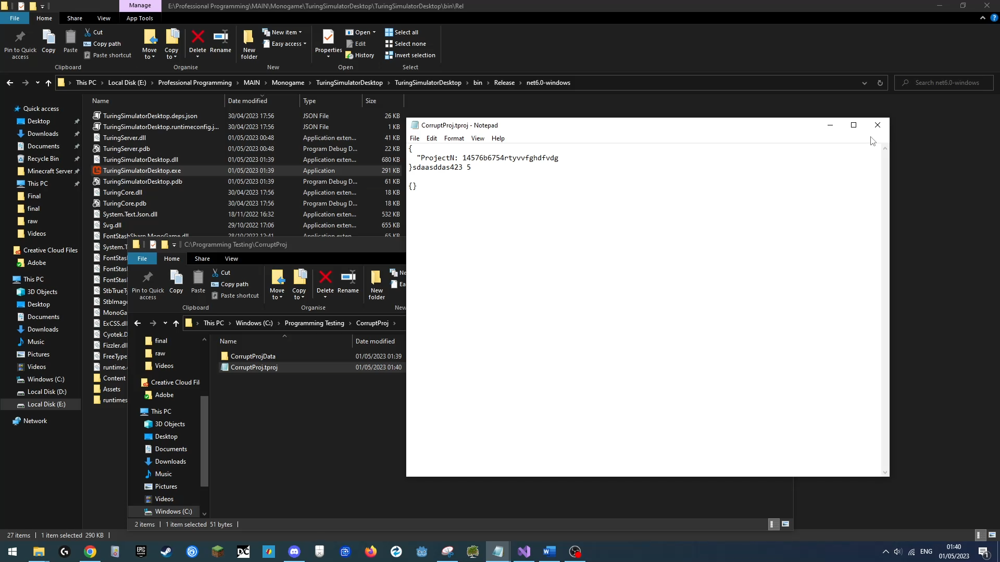 Manage
E:\Professional Programming\MAIN\Monogame\TuringSimulatorDesktop\TuringSimulatorDesktop\bin\Rel
File Home Share View App Tools
Pin to Quick access
Copy
Paste
Cut
Copy path
Paste shortcut
Clipboard
Move to
Copy to
Delete
Rename
Organise
New folder
New item
Easy access
New
Properties
Open
Edit
History
Open
Select all
Select none
Invert selection
Select
This PC > Local Disk (E:) > Professional Programming > MAIN > Monogame > TuringSimulatorDesktop > TuringSimulatorDesktop > bin > Release > net6.0-windows
Search net6.0-windows
Quick access
Desktop
Downloads
Documents
Recycle Bin
Minecraft Server
This PC
Final
final
raw
Videos
Creative Cloud Files
Adobe
This PC
3D Objects
Desktop
Documents
Downloads
Music
Pictures
Videos
Windows (C:)
Local Disk (D:)
Local Disk (E:)
Network
Name Date modified Type Size
TuringSimulatorDesktop.deps.json 30/04/2023 17:56 JSON File 26 KB
TuringSimulatorDesktop.runtimeconfig.j... 30/04/2023 17:56 JSON File 1 KB
TuringServer.dll 01/05/2023 00:48 Application exten... 41 KB
TuringServer.pdb 01/05/2023 00:48 Program Debug D... 22 KB
TuringSimulatorDesktop.dll 01/05/2023 01:39 Application exten... 680 KB
TuringSimulatorDesktop.exe 01/05/2023 01:39 Application 291 KB
TuringSimulatorDesktop.pdb 01/05/2023 01:39 Program Debug D... 61 KB
TuringCore.dll 30/04/2023 17:56 Application exten... 18 KB
TuringCore.pdb 30/04/2023 17:56 Program Debug D... 18 KB
System.Text.Json.dll 18/11/2022 16:32 Application exten... 532 KB
Svg.dll 29/10/2022 17:06 Application exten... 655 KB
FontStashSharp.MonoGame.dll 28/10/2022 12:41 Application exten... 65 KB
System.T
FontStas
FontStas
FontStas
StbTrueTy
StbImage
MonoGa
ExCSS.dl
Cyotek.D
Fizzler.dl
FreeType
runtime.
Content
Assets
runtimes
C:\Programming Testing\CorruptProj
File Home Share View
Pin to Quick access
Copy
Paste
Cut
Copy path
Paste shortcut
Clipboard
Move to
Copy to
Delete
Rename
Organise
New folder
Ne
Ea
New
This PC > Windows (C:) > Programming Testing > CorruptProj >
final
raw
Videos
Creative Cloud Fil
Adobe
This PC
3D Objects
Desktop
Documents
Downloads
Music
Pictures
Videos
Windows (C:)
Name Date modified
CorruptProjData 01/05/2023 01:39
CorruptProj.tproj 01/05/2023 01:40
2 items 1 item selected 51 bytes
CorruptProj.tproj - Notepad
File Edit Format View Help
{
"ProjectN: 14576b6754rtyvvfghdfvdg
}sdaasddas423 5
{}
27 items 1 item selected 290 KB
EPIC GAMES
DC
ENG
01:40
01/05/2023
1